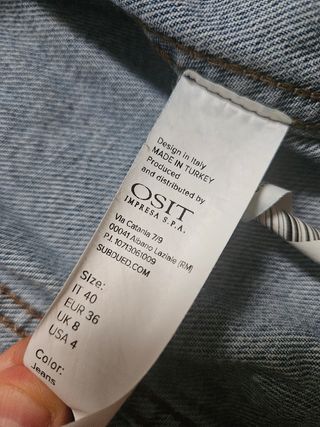 Design in Italy
MADE IN TURKEY
Produced
and distributed by
OSIT
IMPRESA S.P.A.
Via Catania 7/9
00041 Albano Laziale (RM)
P.I. 10713061009
SUBDUED.COM
Size:
IT 40
EUR 36
UK 8
USA 4
Color:
Jeans